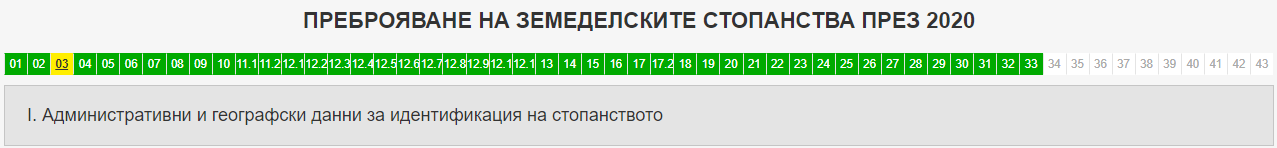 ПРЕБРОЯВАНЕ НА ЗЕМЕДЕЛСКИТЕ СТОПАНСТВА ПРЕЗ 2020
01 02 03 04 05 06 07 08 09 10 11.1 11.2 12.1 12.2 12.3 12.4 12.5 12.6 12.7 12.8 12.9 12.1 12.1 13 14 15 16 17 17.2 18 19 20 21 22 23 24 25 26 27 28 29 30 31 32 33 34 35 36 37 38 39 40 41 42 43
I. Административни и географски данни за идентификация на стопанството